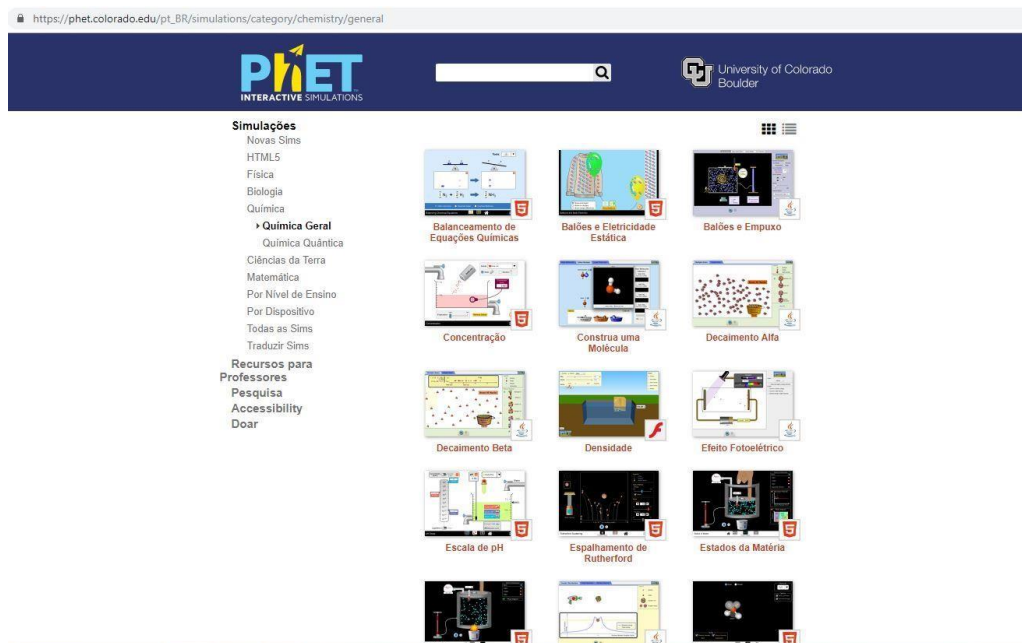 https://phet.colorado.edu/pt_BR/simulations/category/chemistry/general
PhET
INTERACTIVE SIMULATIONS
University of Colorado
Boulder
Simulações
Novas Sims
HTML5
Física
Biologia
Química
Química Geral
Química Quântica
Ciências da Terra
Matemática
Por Nível de Ensino
Por Dispositivo
Todas as Sims
Traduzir Sims
Recursos para
Professores
Pesquisa
Accessibility
Doar
Balanceamento de
Equações Químicas
Balões e Eletricidade
Estática
Balões e Empuxo
Concentração
Construa uma
Molécula
Decaimento Alfa
Decaimento Beta
Densidade
Efeito Fotoelétrico
Escala de pH
Espalhamento de
Rutherford
Estados da Matéria